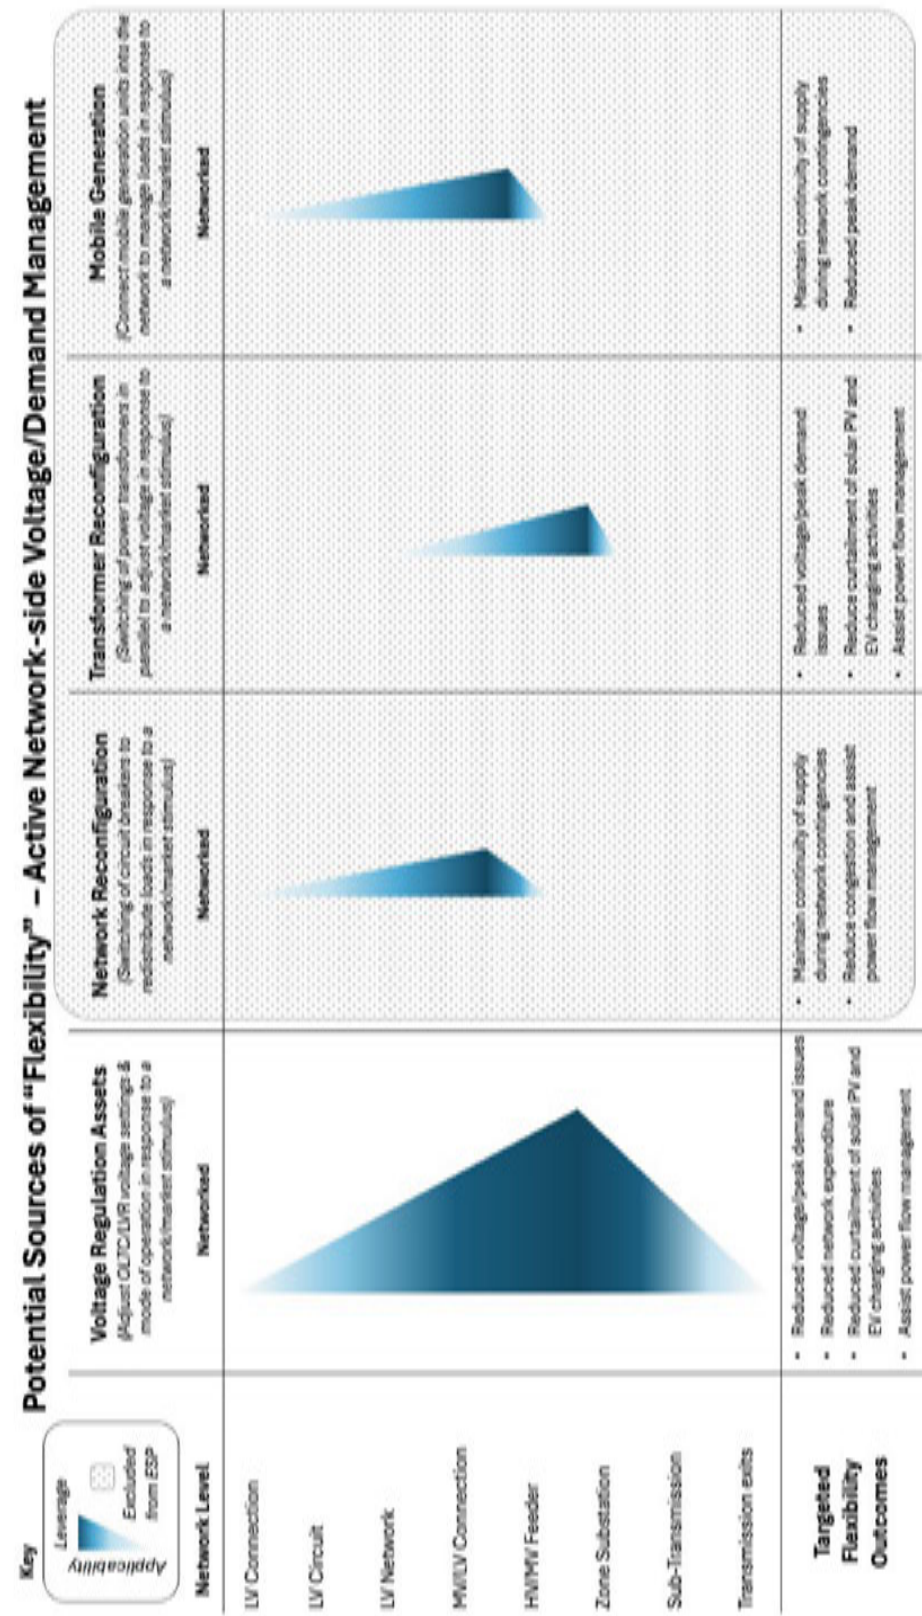 Potential Sources of “Flexibility” – Active Network-side Voltage/Demand Management
Key
Leverage
Applicability
Excluded
from ESP
Network Level
Voltage Regulation Assets
(Adjust OLTC/LVR voltage settings &
mode of operation in response to a
network/market stimulus)
Networked
Network Reconfiguration
(Switching of circuit breakers to
redistribute loads in response to a
network/market stimulus)
Networked
Transformer Reconfiguration
(Switching of power transformers in
parallel to adjust voltage in response to
a network/market stimulus)
Networked
Mobile Generation
(Connect mobile generation units into the
network to manage loads in response to
a network/market stimulus)
Networked
LV Connection
LV Circuit
LV Network
MV/LV Connection
HV/MV Feeder
Zone Substation
Sub-Transmission
Transmission exits
Targeted
Flexibility
Outcomes
• Reduced voltage/peak demand issues
• Reduced network expenditure
• Reduced curtailment of solar PV and
EV charging activities
• Assist power flow management
• Maintain continuity of supply
during network contingencies
• Reduce congestion and assist
power flow management
• Reduced voltage/peak demand
issues
• Reduce curtailment of solar PV and
EV charging activities
• Assist power flow management
• Maintain continuity of supply
during network contingencies
• Reduced peak demand